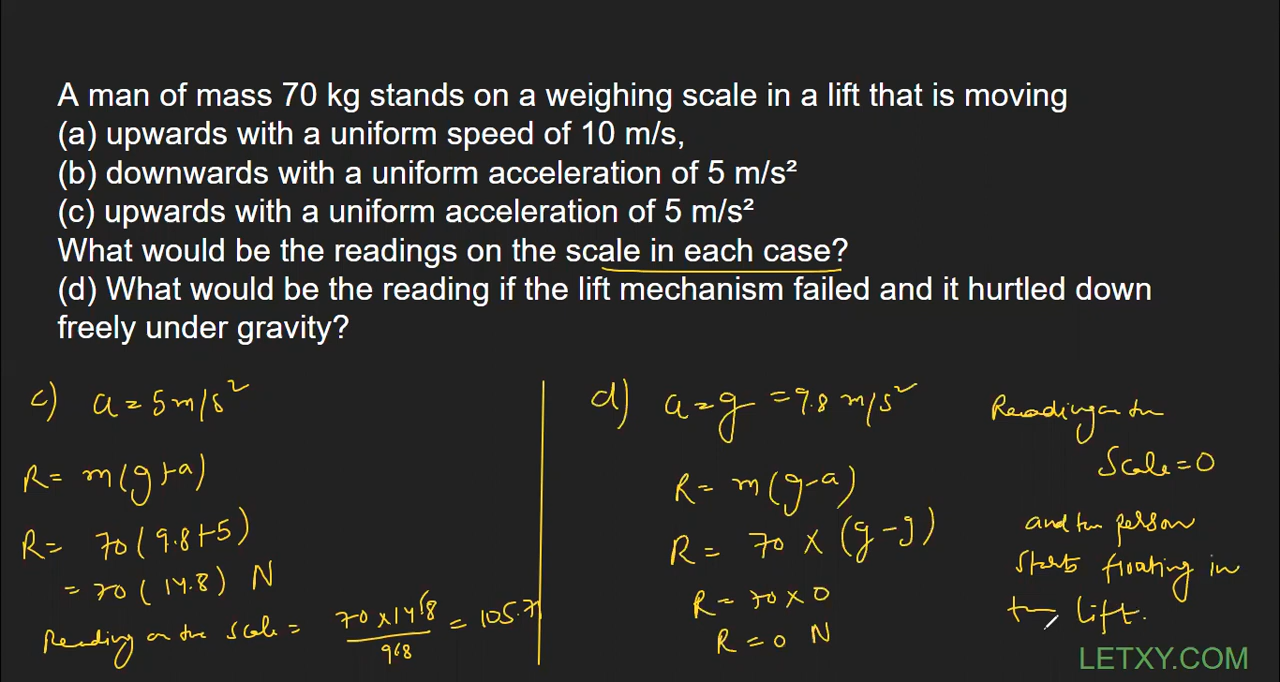 A man of mass 70 kg stands on a weighing scale in a lift that is moving
(a) upwards with a uniform speed of 10 m/s,
(b) downwards with a uniform acceleration of 5 m/s²
(c) upwards with a uniform acceleration of 5 m/s²
What would be the readings on the scale in each case?
(d) What would be the reading if the lift mechanism failed and it hurtled down
freely under gravity?
c) a = 5 m/s²
R = m(g+a)
R = 70(9.8+5)
= 70(14.8) N
Reading on the scale = 70×14.8 / 9.8 = 105.71
d) a = g = 9.8 m/s²
R = m(g-a)
R = 70 × (g-g)
R = 70×0
R = 0 N
Reading on the
Scale = 0
and the person
starts floating in
the lift.
LETXY.COM